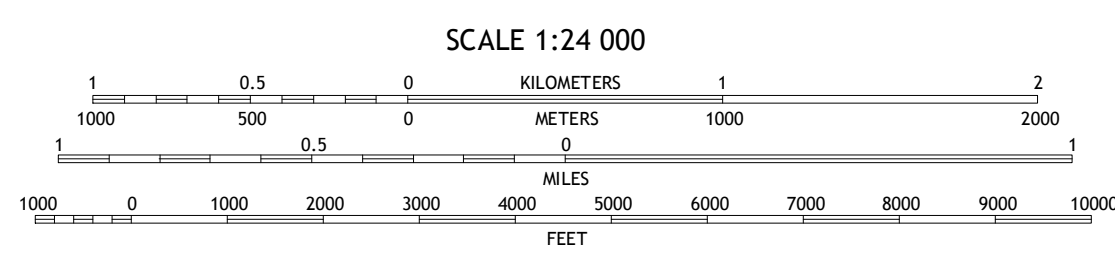 SCALE 1:24 000
1 0.5 0 KILOMETERS 1 2
1000 500 0 METERS 1000 2000
1 0.5 0 1
MILES
1000 0 1000 2000 3000 4000 5000 6000 7000 8000 9000 10000
FEET